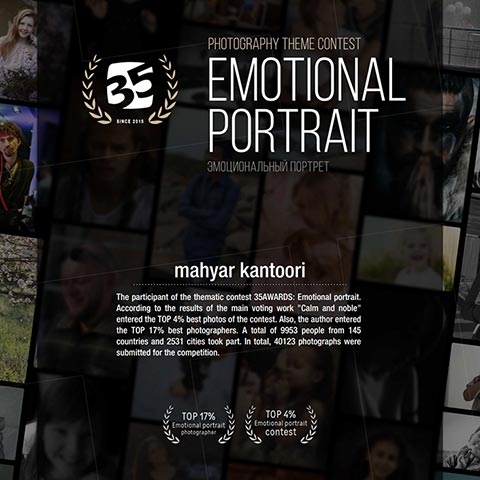 PHOTOGRAPHY THEME CONTEST
35
SINCE 2015
EMOTIONAL
PORTRAIT
ЭМОЦИОНАЛЬНЫЙ ПОРТРЕТ
mahyar kantoori
The participant of the thematic contest 35AWARDS: Emotional portrait.
According to the results of the main voting work "Calm and noble"
entered the TOP 4% best photos of the contest. Also, the author entered
the TOP 17% best photographers. A total of 9953 people from 145
countries and 2531 cities took part. In total, 40123 photographs were
submitted for the competition.
TOP 17%
Emotional portrait
photographer
TOP 4%
Emotional portrait
contest